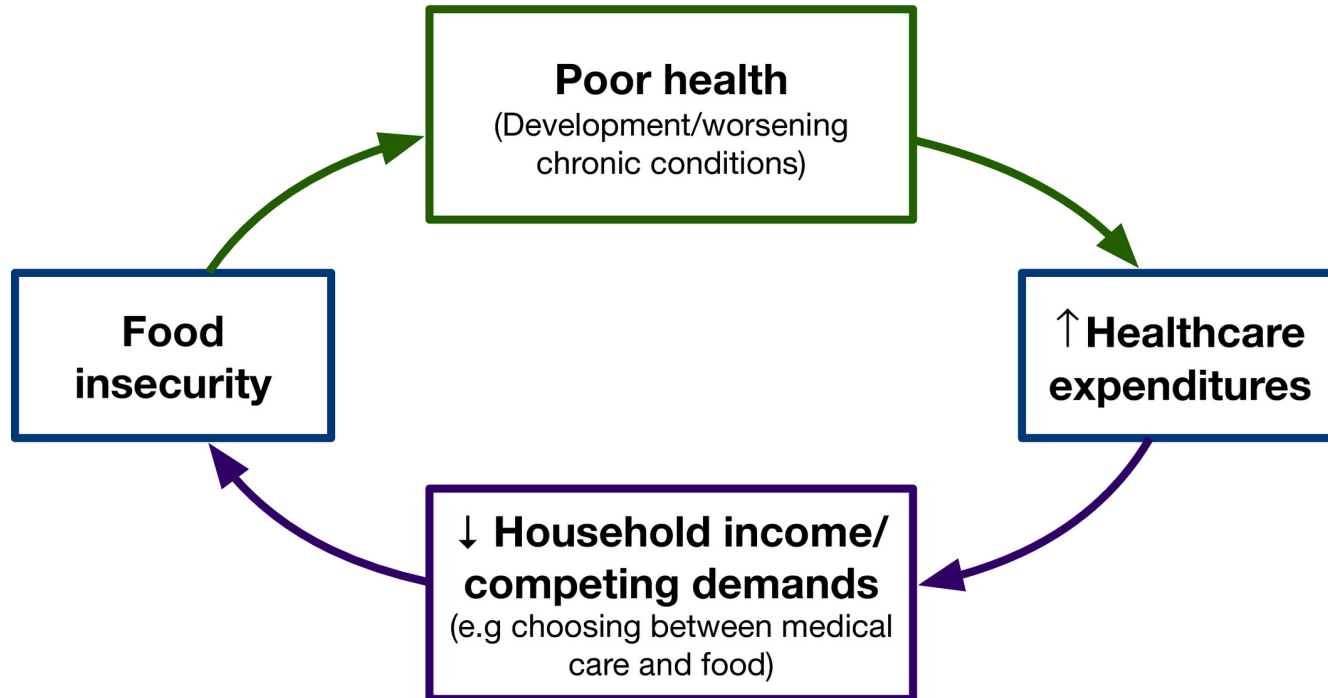 Poor health
(Development/worsening
chronic conditions)
Food
insecurity
↑Healthcare
expenditures
↓ Household income/
competing demands
(e.g choosing between medical
care and food)